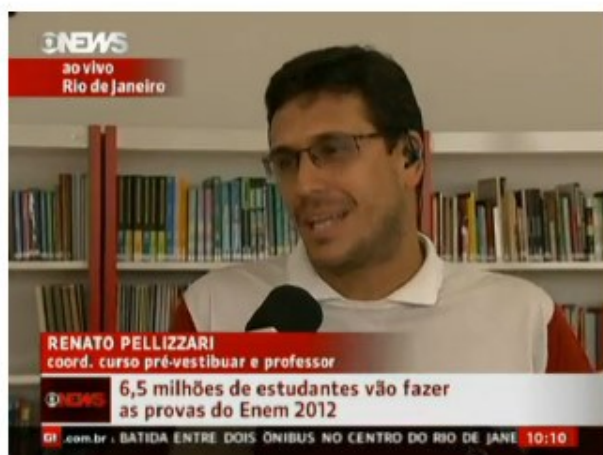 NEWS
ao vivo
Rio de Janeiro
RENATO PELLIZZARI
coord. curso pré-vestibuar e professor
NEWS
6,5 milhões de estudantes vão fazer
as provas do Enem 2012
G1 .com.br : BATIDA ENTRE DOIS ÔNIBUS NO CENTRO DO RIO DE JANE 10:10